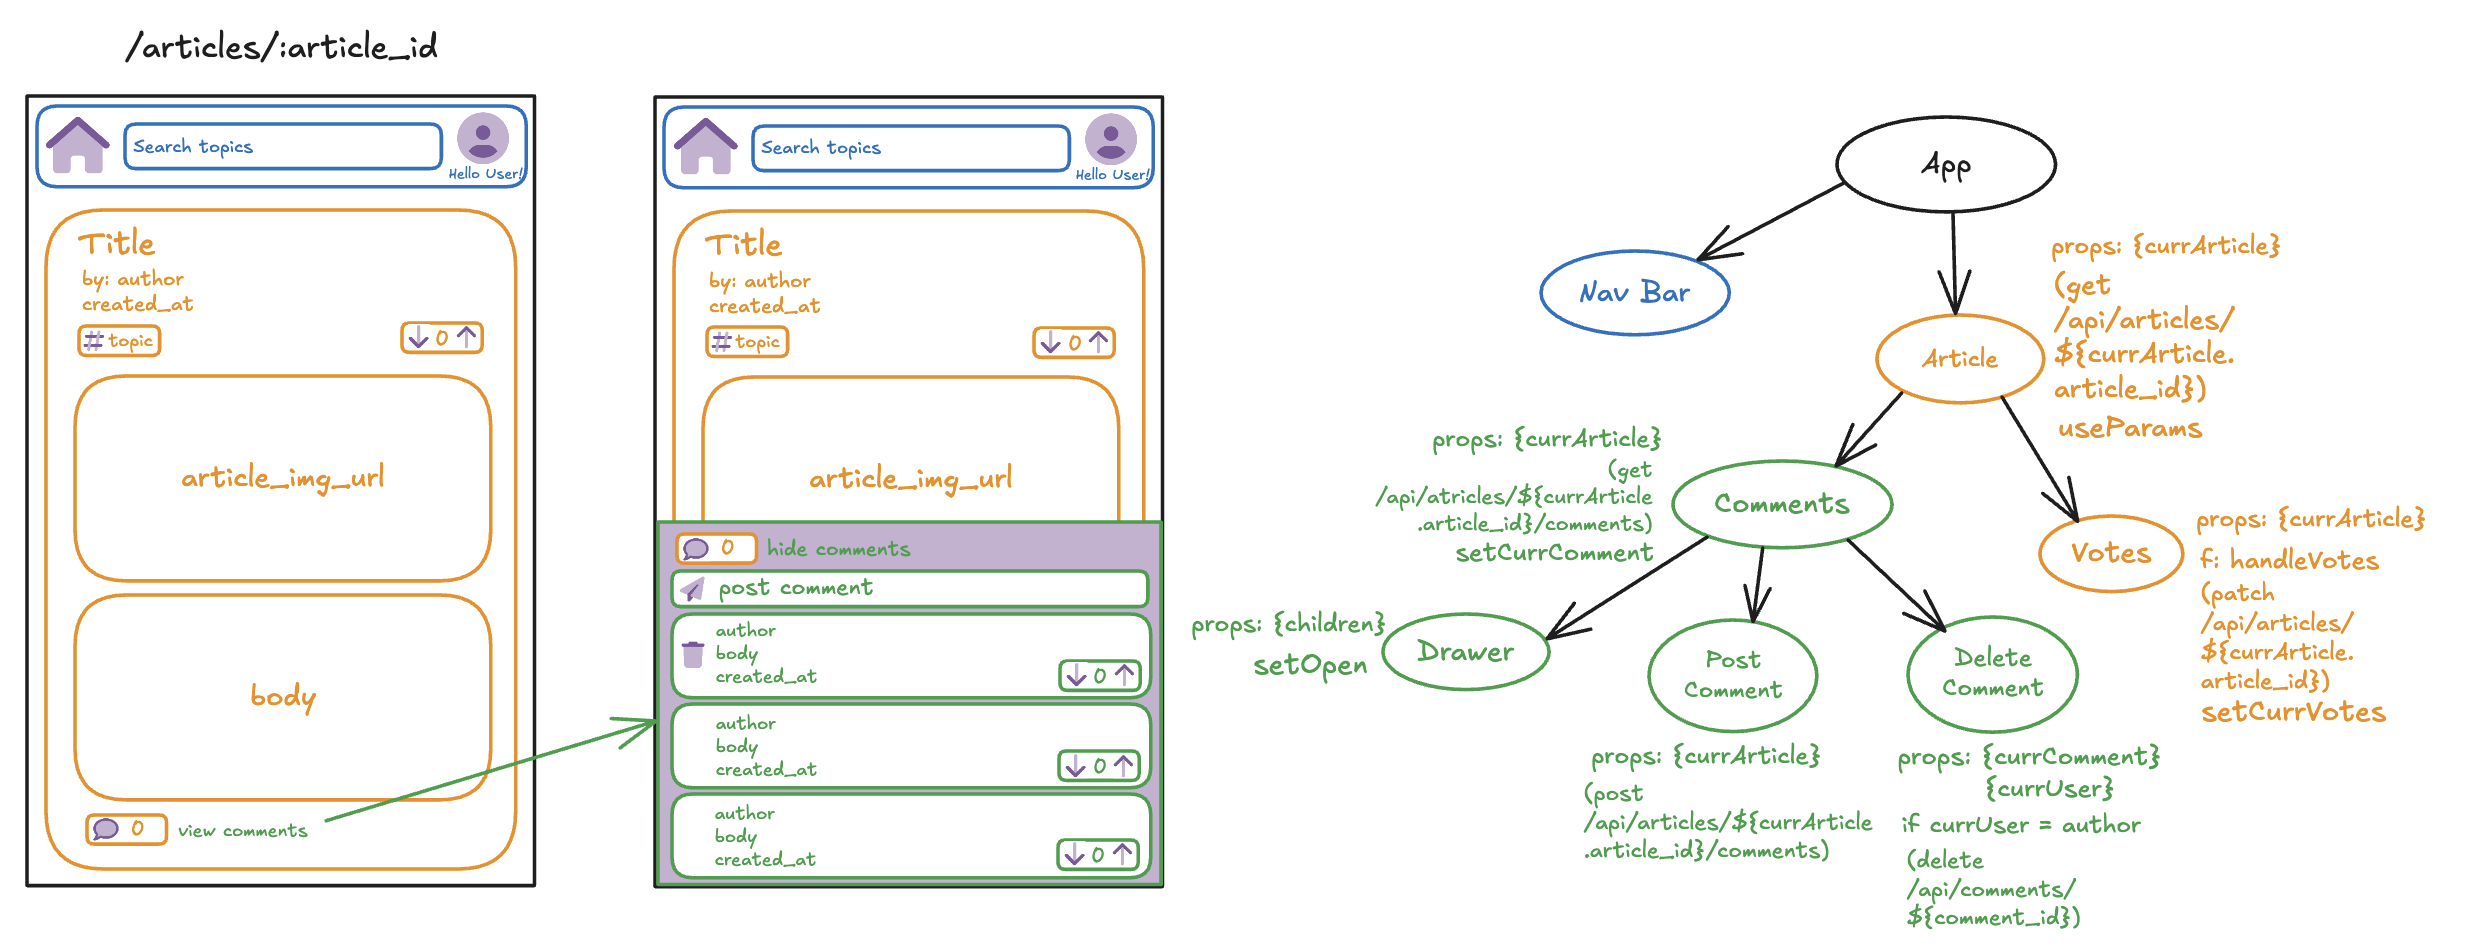 /articles/:article_id
Search topics
Hello User!
Title
by: author
created_at
# topic
0
article_img_url
body
0
view comments
Search topics
Hello User!
Title
by: author
created_at
# topic
0
article_img_url
0
hide comments
post comment
author
body
created_at
0
author
body
created_at
0
author
body
created_at
0
App
Nav Bar
Article
props: {currArticle}
(get
/api/articles/
${currArticle.
article_id})
useParams
props: {currArticle}
(get
/api/atricles/${currArticle
.article_id}/comments)
setCurrComment
Comments
Votes
props: {currArticle}
f: handleVotes
(patch
/api/articles/
${currArticle.
article_id})
setCurrVotes
props: {children}
setOpen
Drawer
Post
Comment
props: {currArticle}
(post
/api/articles/${currArticle
.article_id}/comments)
Delete
Comment
props: {currComment}
{currUser}
if currUser = author
(delete
/api/comments/
${comment_id})